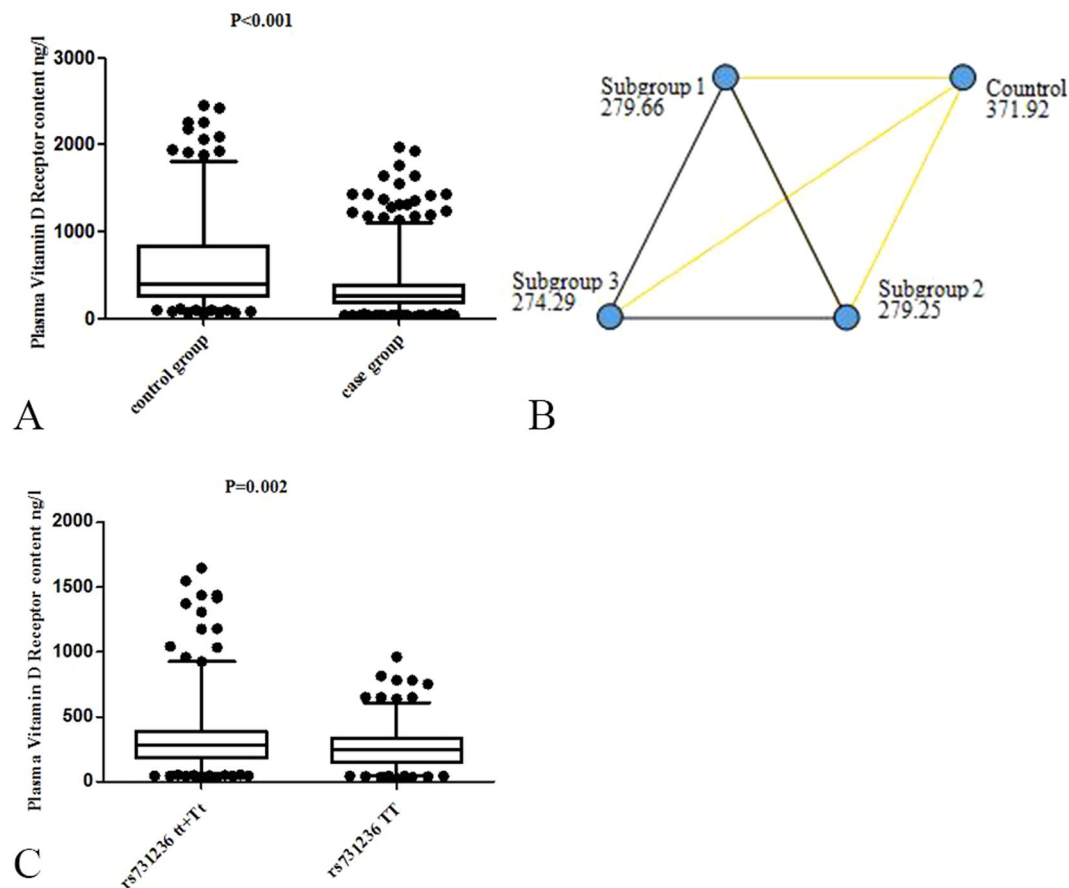 P<0.001
Plasma Vitamin D Receptor content ng/l
3000
2000
1000
0
control group
case group
A
Subgroup 1
279.66
Countrol
371.92
Subgroup 3
274.29
Subgroup 2
279.25
B
P=0.002
Plasma Vitamin D Receptor content ng/l
2000
1500
1000
500
0
rs731236 tt+Tt
rs731236 TT
C